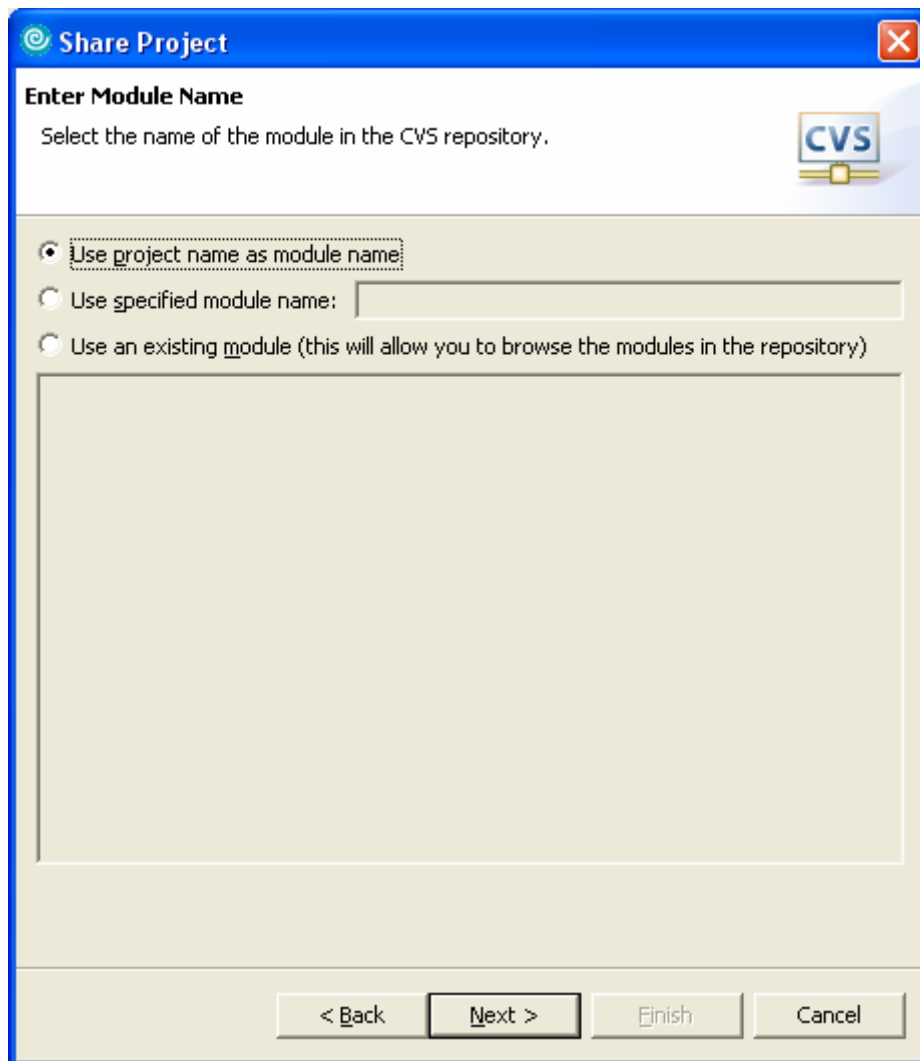 Share Project
Enter Module Name
Select the name of the module in the CVS repository.
CVS
Use project name as module name
Use specified module name:
Use an existing module (this will allow you to browse the modules in the repository)
< Back Next > Finish Cancel